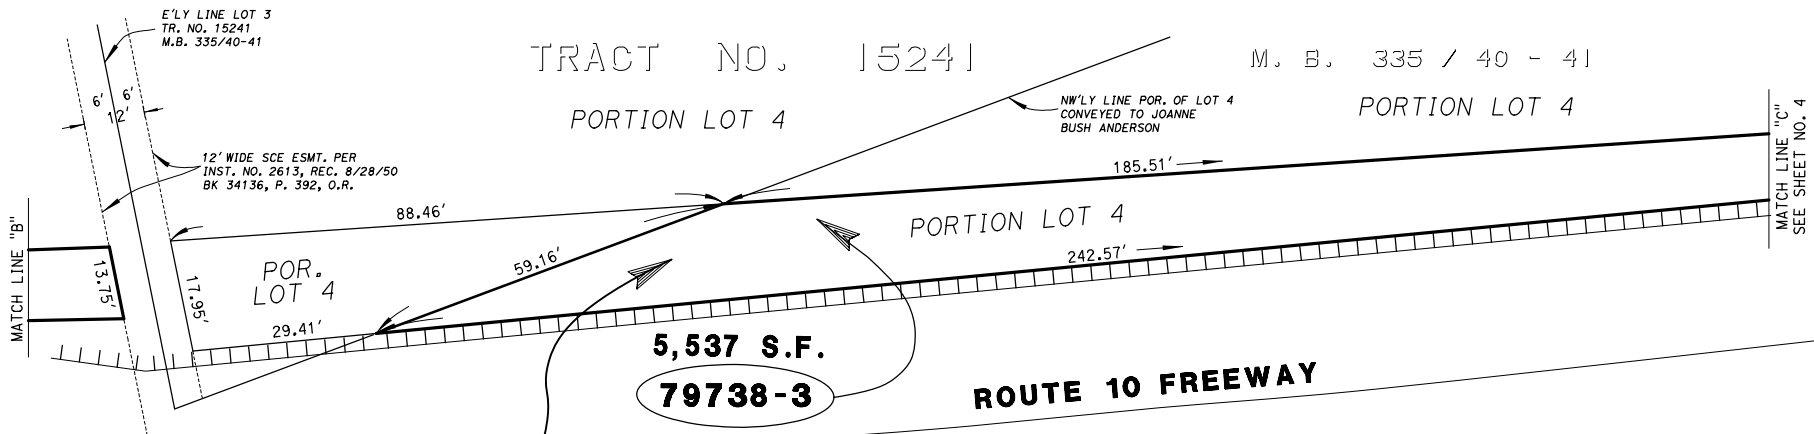 E'LY LINE LOT 3
TR. NO. 15241
M.B. 335/40-41
TRACT NO. 15241
M. B. 335 / 40 - 41
PORTION LOT 4
NW'LY LINE POR. OF LOT 4
CONVEYED TO JOANNE
BUSH ANDERSON
PORTION LOT 4
6' 6'
12'
12' WIDE SCE ESMT. PER
INST. NO. 2613, REC. 8/28/50
BK 34136, P. 392, O.R.
185.51'
MATCH LINE "C"
SEE SHEET NO. 4
88.46'
PORTION LOT 4
MATCH LINE "B"
13.75'
17.95'
POR.
LOT 4
59.16'
242.57'
29.41'
5,537 S.F.
79738-3
ROUTE 10 FREEWAY